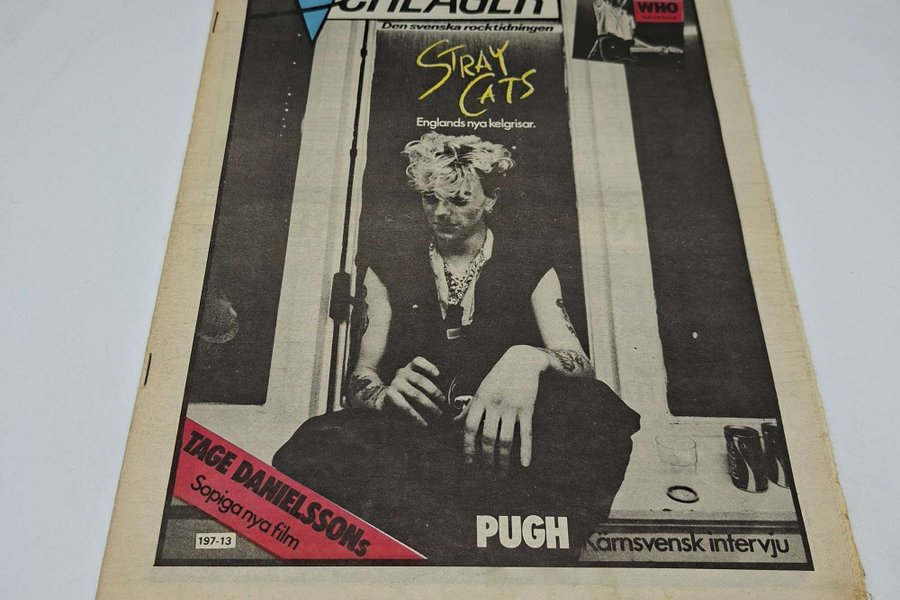 SCHLAGER
Den svenska rocktidningen
WHO
STRAY
CATS
Englands nya kelgrisar.
TAGE DANIELSSONs
Sopiga nya film
197-13
PUGH
Kärnsvensk intervju